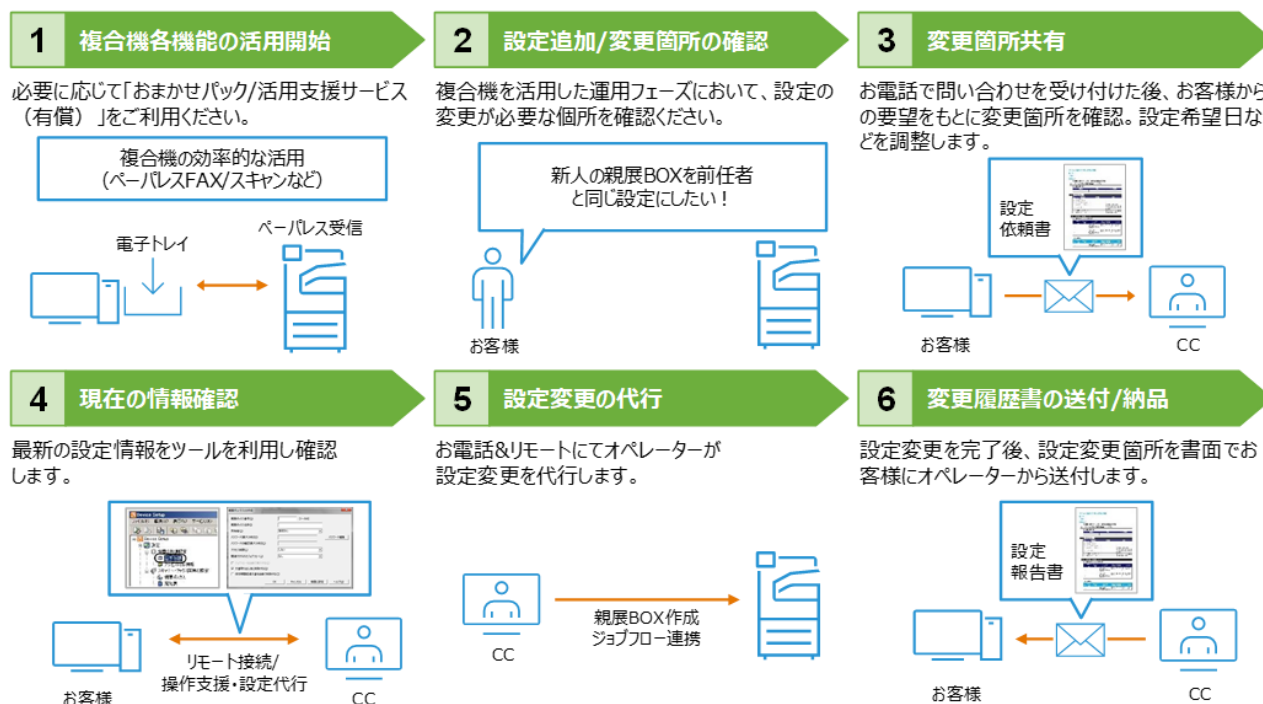 1 複合機各機能の活用開始
必要に応じて「おまかせパック/活用支援サービス
（有償）」をご利用ください。
複合機の効率的な活用
(ペーパレスFAX/スキャンなど)
電子トレイ
ペーパレス受信
2 設定追加/変更箇所の確認
複合機を活用した運用フェーズにおいて、設定の
変更が必要な個所を確認ください。
新人の親展BOXを前任者
と同じ設定にしたい！
お客様
3 変更箇所共有
お電話で問い合わせを受け付けた後、お客様から
の要望をもとに変更箇所を確認。設定希望日な
どを調整します。
設定
依頼書
お客様
CC
4 現在の情報確認
最新の設定情報をツールを利用し確認
します。
Device Setup
リモート接続/
操作支援・設定代行
お客様
CC
5 設定変更の代行
お電話&リモートにてオペレーターが
設定変更を代行します。
親展BOX作成
ジョブフロー連携
CC
6 変更履歴書の送付/納品
設定変更を完了後、設定変更箇所を書面でお
客様にオペレーターから送付します。
設定
報告書
お客様
CC